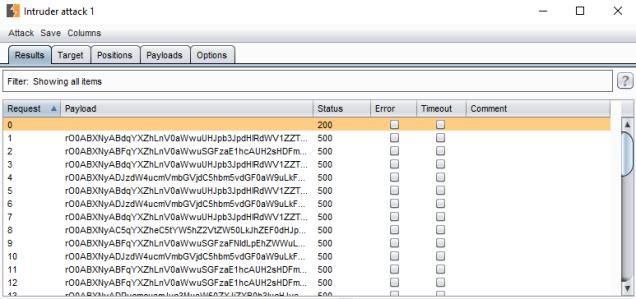 Intruder attack 1
Attack Save Columns
Results Target Positions Payloads Options
Filter: Showing all items
?
Request Payload Status Error Timeout Comment
0 200
1 rO0ABXNyABdqYXZhLnV0aWwuUHJpb3JpdHlRdWV1ZZT... 500
2 rO0ABXNyABFqYXZhLnV0aWwuSGFzaE1hcAUH2sHDFm... 500
3 rO0ABXNyABdqYXZhLnV0aWwuUHJpb3JpdHlRdWV1ZZT... 500
4 rO0ABXNyADJzdW4ucmVmbGVjdC5hbm5vdGF0aW9uLkF... 500
5 rO0ABXNyABdqYXZhLnV0aWwuUHJpb3JpdHlRdWV1ZZT... 500
6 rO0ABXNyADJzdW4ucmVmbGVjdC5hbm5vdGF0aW9uLkF... 500
7 rO0ABXNyABdqYXZhLnV0aWwuUHJpb3JpdHlRdWV1ZZT... 500
8 rO0ABXNyAC5qYXZheC5tYW5hZ2VtZW50LkJhZEF0dHJp... 500
9 rO0ABXNyABFqYXZhLnV0aWwuSGFzaFNldLpEhZWWuL... 500
10 rO0ABXNyADJzdW4ucmVmbGVjdC5hbm5vdGF0aW9uLkF... 500
11 rO0ABXNyABFqYXZhLnV0aWwuSGFzaE1hcAUH2sHDFm... 500
12 rO0ABXNyABFqYXZhLnV0aWwuSGFzaE1hcAUH2sHDFm... 500
13 500